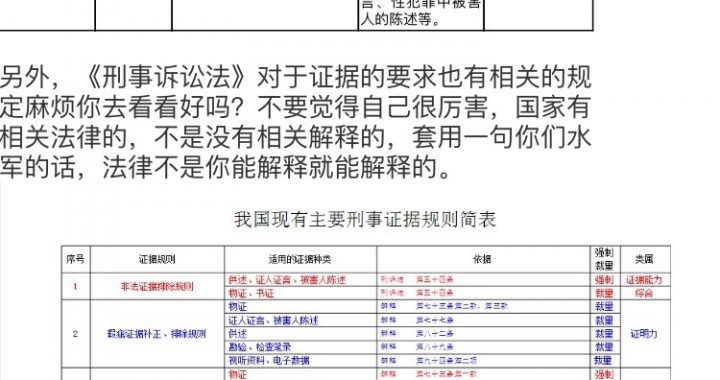 言、性犯罪中被害
人的陈述等。
另外，《刑事诉讼法》对于证据的要求也有相关的规
定麻烦你去看看好吗？不要觉得自己很厉害，国家有
相关法律的，不是没有相关解释的，套用一句你们水
军的话，法律不是你能解释就能解释的。
我国现有主要刑事证据规则简表
序号 证据规则 适用的证据种类 依据 强制裁量 类属
1 非法证据排除规则 供述、证人证言、被害人陈述 刑诉法 第五十四条 强制 证据能力
物证、书证 刑诉法 第五十四条 裁量 综合
2 瑕疵证据补正、排除规则 物证 解释 第七十三条第二款、第三款 裁量 证明力
证人证言、被害人陈述 解释 第七十七条 裁量
供述 解释 第八十二条 裁量
勘验、检查笔录 解释 第八十九条 裁量
视听资料、电子数据 解释 第九十四条第二项 裁量
物证 解释 第七十三条第一款 强制